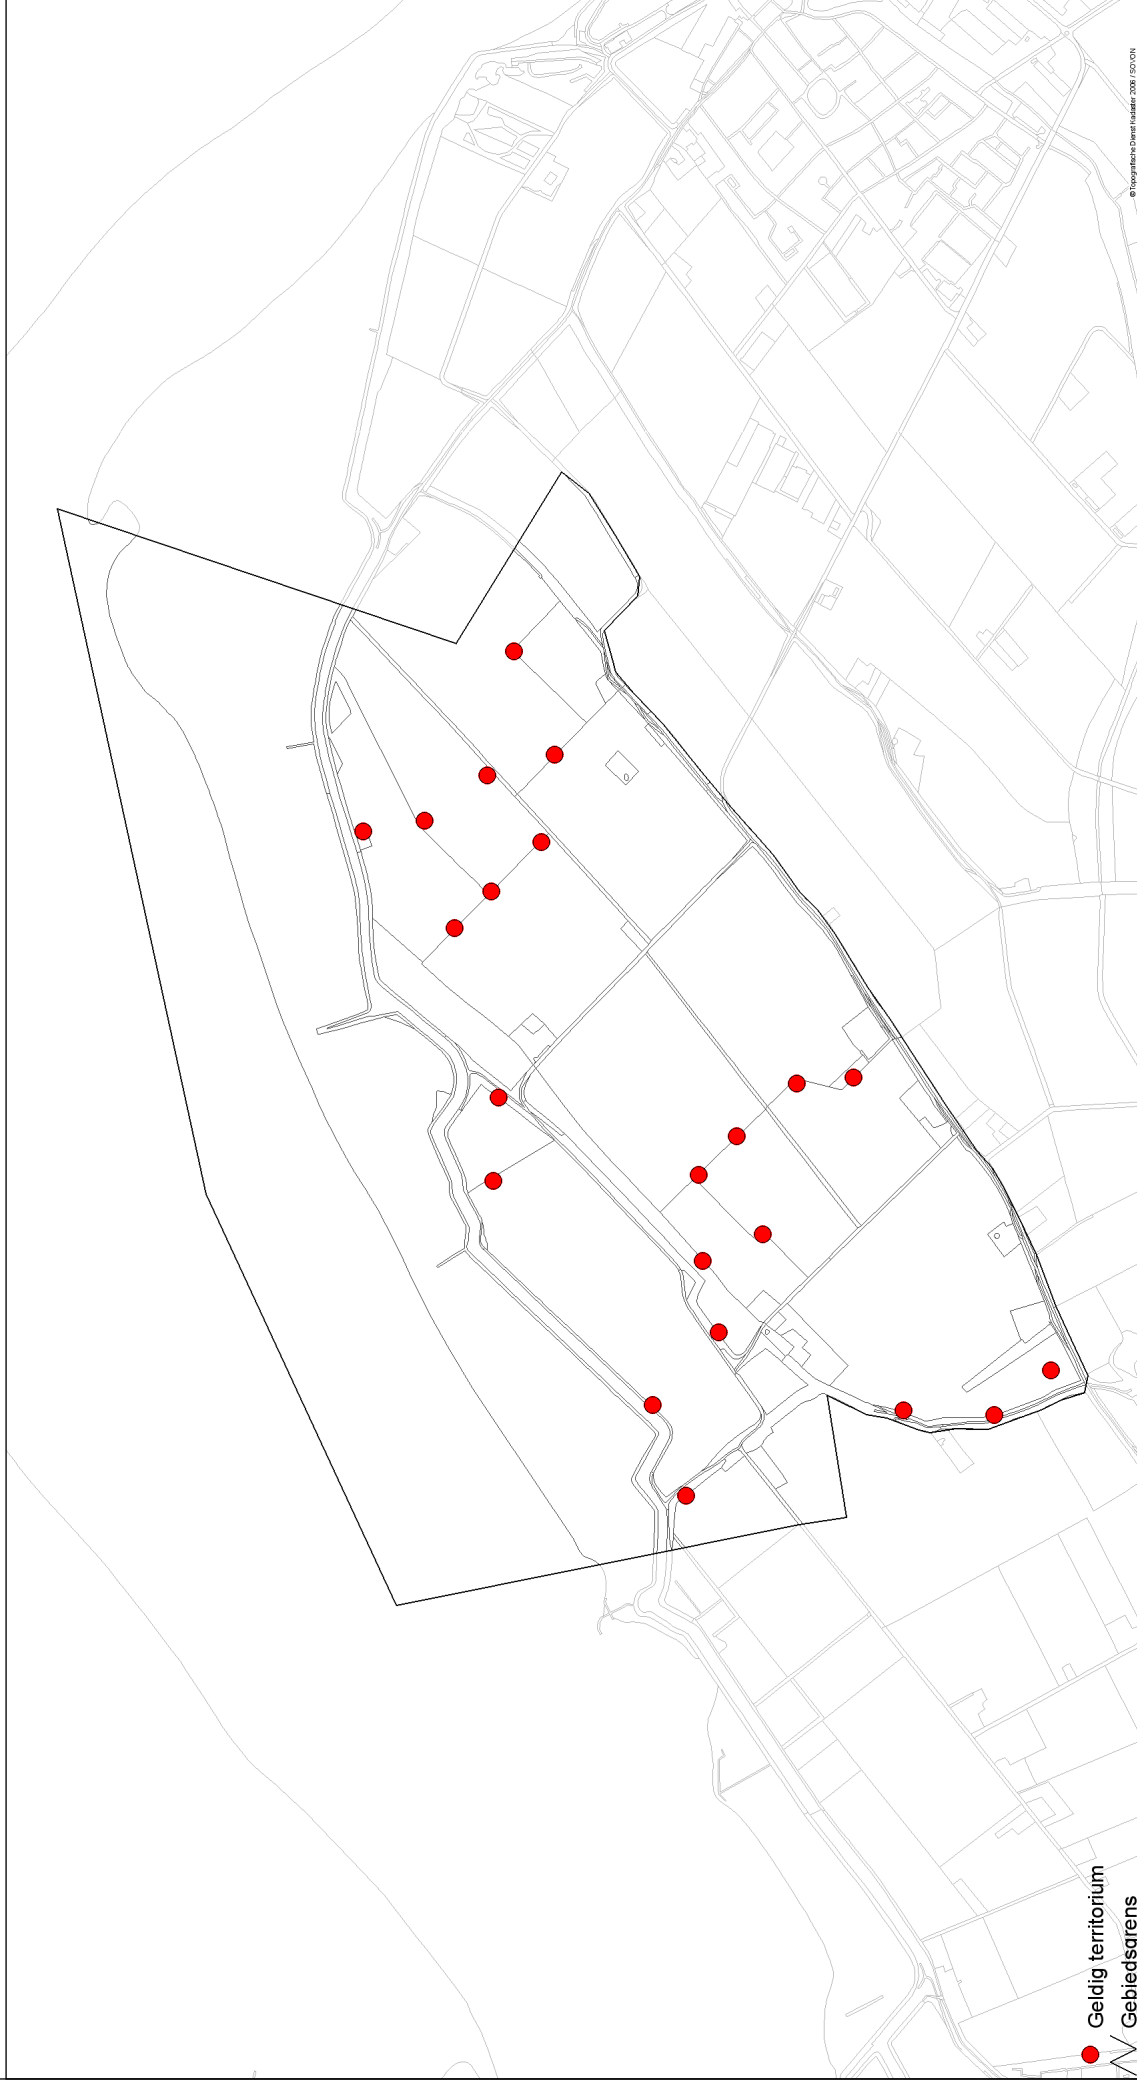 Geldig territorium
Gebiedsgrens
© Topografische Dienst Kadaster 2006 / SOVON